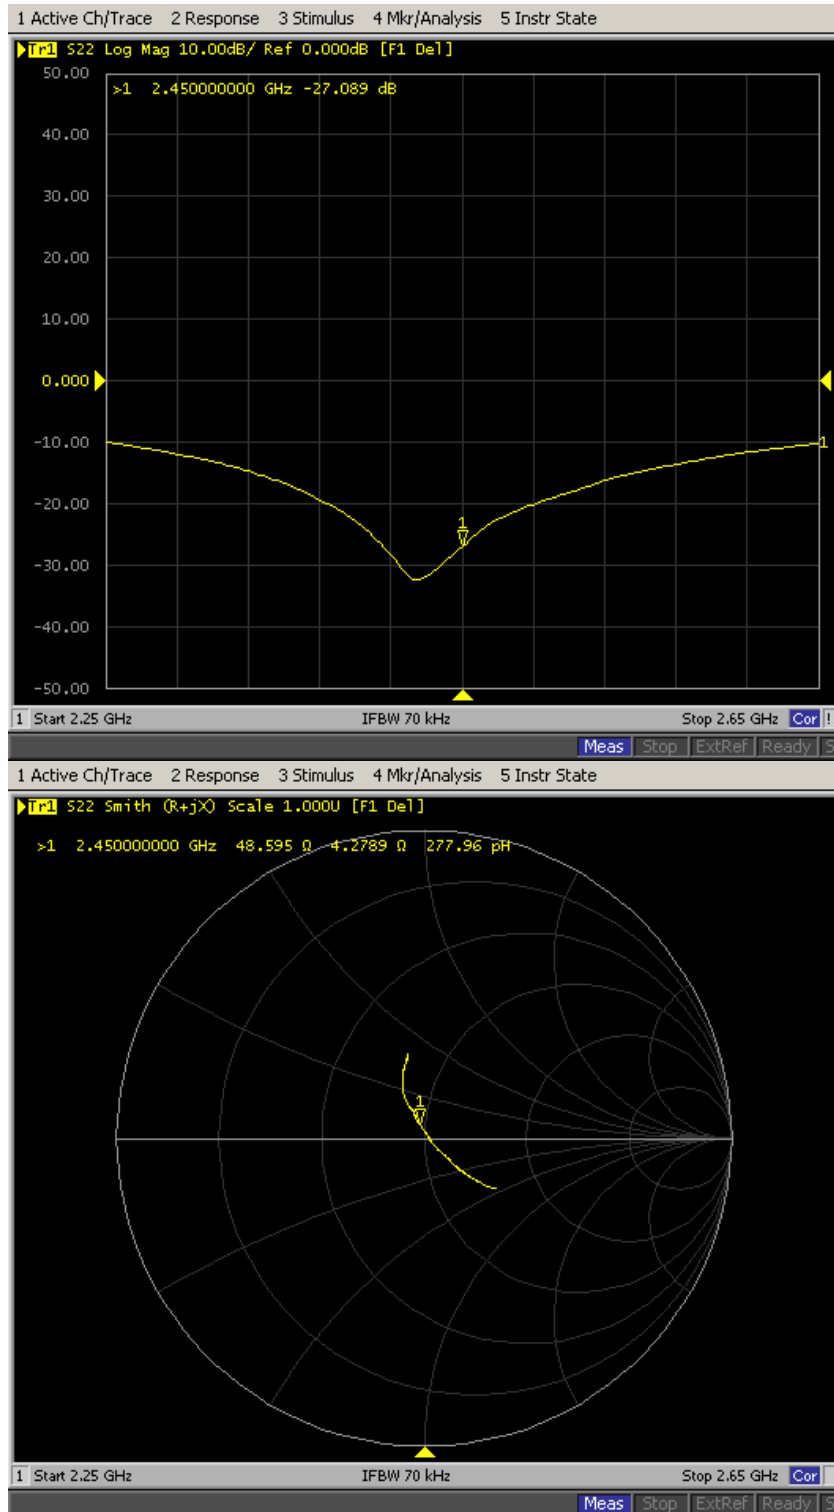 1 Active Ch/Trace 2 Response 3 Stimulus 4 Mkr/Analysis 5 Instr State
Tr1 S22 Log Mag 10.00dB/ Ref 0.000dB [F1 Del]
50.00
>1 2.450000000 GHz -27.089 dB
40.00
30.00
20.00
10.00
0.000
-10.00
1
-20.00
1
-30.00
-40.00
-50.00
1 Start 2.25 GHz IFBW 70 kHz Stop 2.65 GHz Cor !
Meas Stop ExtRef Ready S
1 Active Ch/Trace 2 Response 3 Stimulus 4 Mkr/Analysis 5 Instr State
Tr1 S22 Smith (R+jX) Scale 1.000U [F1 Del]
>1 2.450000000 GHz 48.595 Ω 4.2789 Ω 277.96 pH
1
1 Start 2.25 GHz IFBW 70 kHz Stop 2.65 GHz Cor
Meas Stop ExtRef Ready S